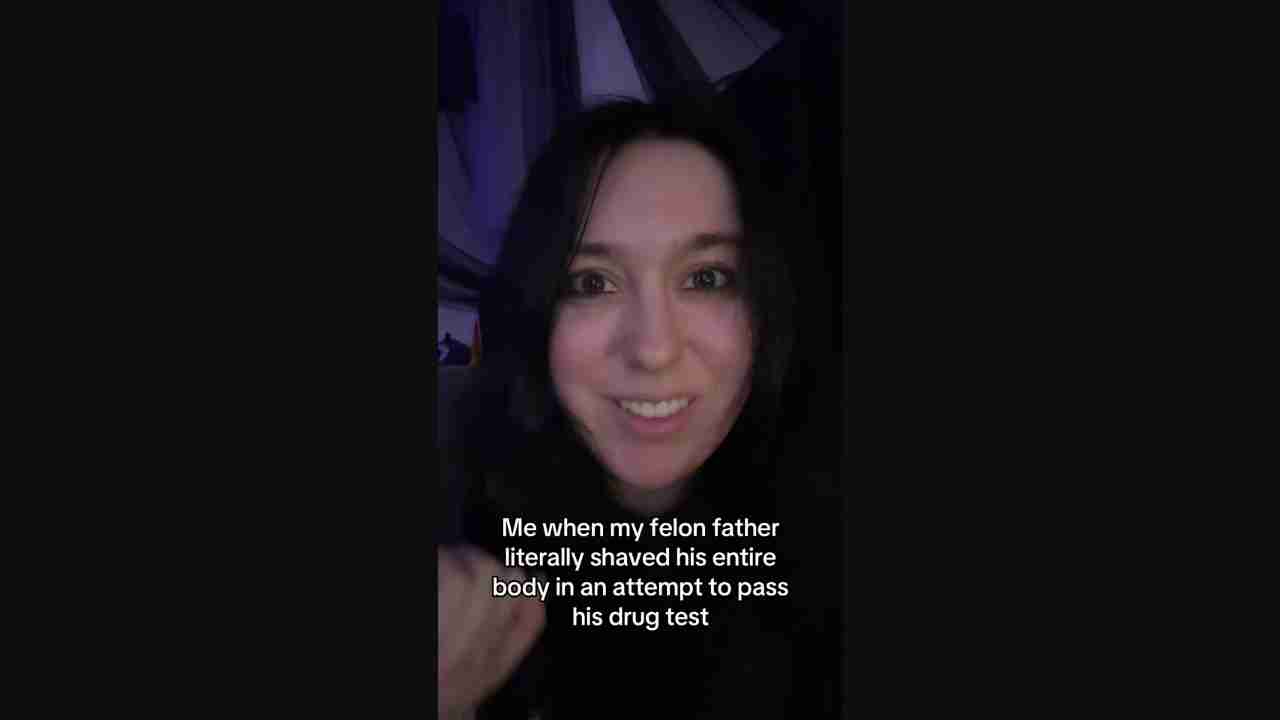 Me when my felon father
literally shaved his entire
body in an attempt to pass
his drug test